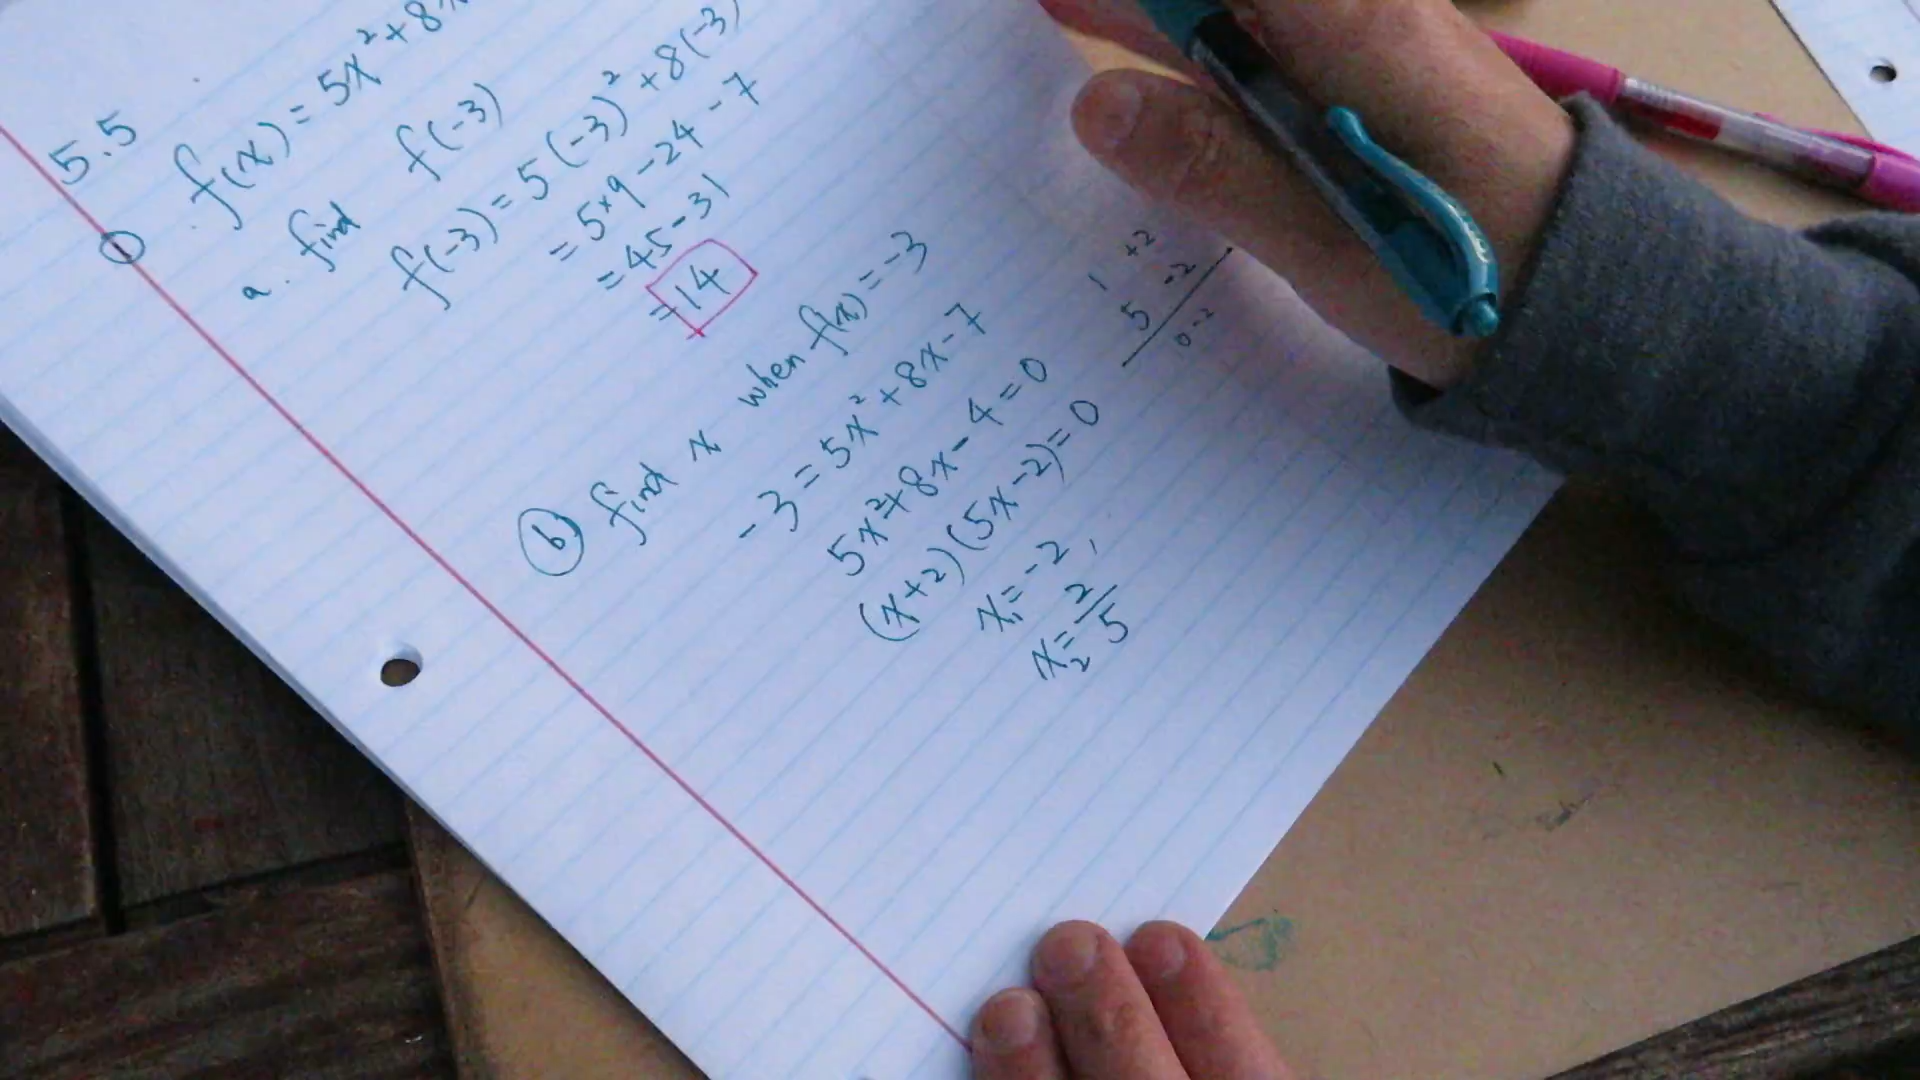 5.5
① f(x) = 5x² + 8x
a. find f(-3)
f(-3) = 5(-3)² + 8(-3)
= 5×9 - 24 - 7
= 45 - 31
= 14
ⓑ find x when f(x) = -3
-3 = 5x² + 8x - 7
5x² + 8x - 4 = 0
(x+2)(5x-2) = 0
x₁ = -2,
x₂ = 2/5
1 +2
5 -2